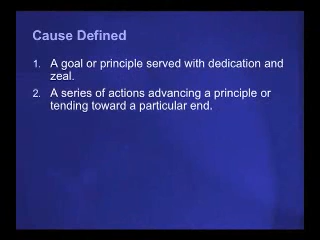 Cause Defined
1. A goal or principle served with dedication and
zeal.
2. A series of actions advancing a principle or
tending toward a particular end.